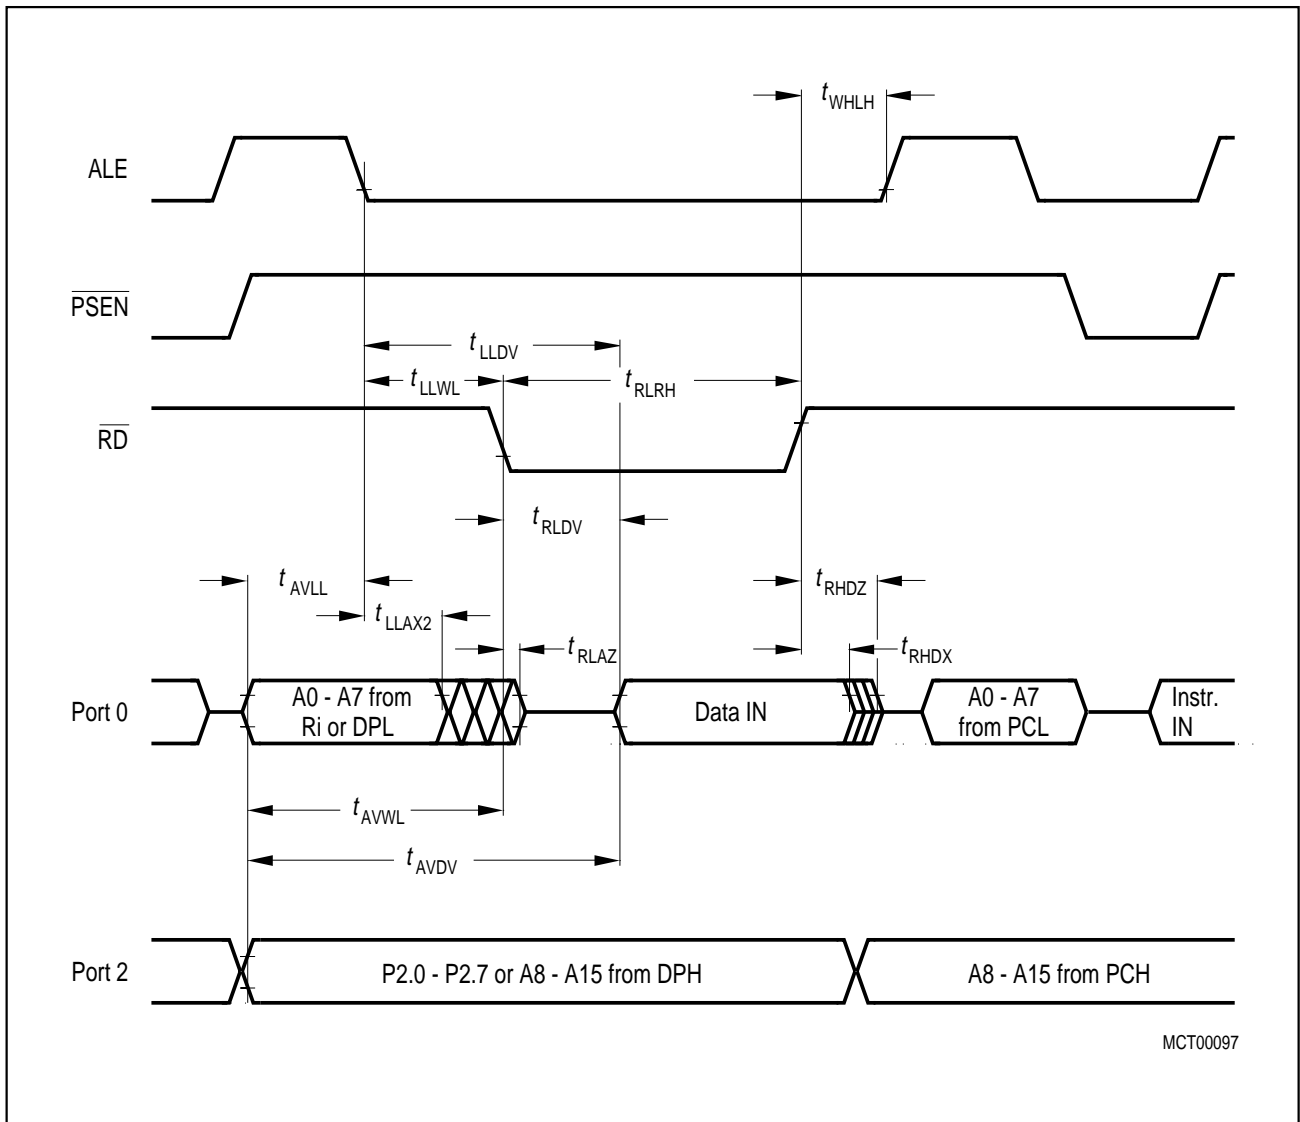 tWHLH
ALE
PSEN
tLLDV
tLLWL
tRLRH
RD
tRLDV
tAVLL
tRHDZ
tLLAX2
tRLAZ
tRHDX
Port 0
A0 - A7 from
Ri or DPL
Data IN
A0 - A7
from PCL
Instr.
IN
tAVWL
tAVDV
Port 2
P2.0 - P2.7 or A8 - A15 from DPH
A8 - A15 from PCH
MCT00097